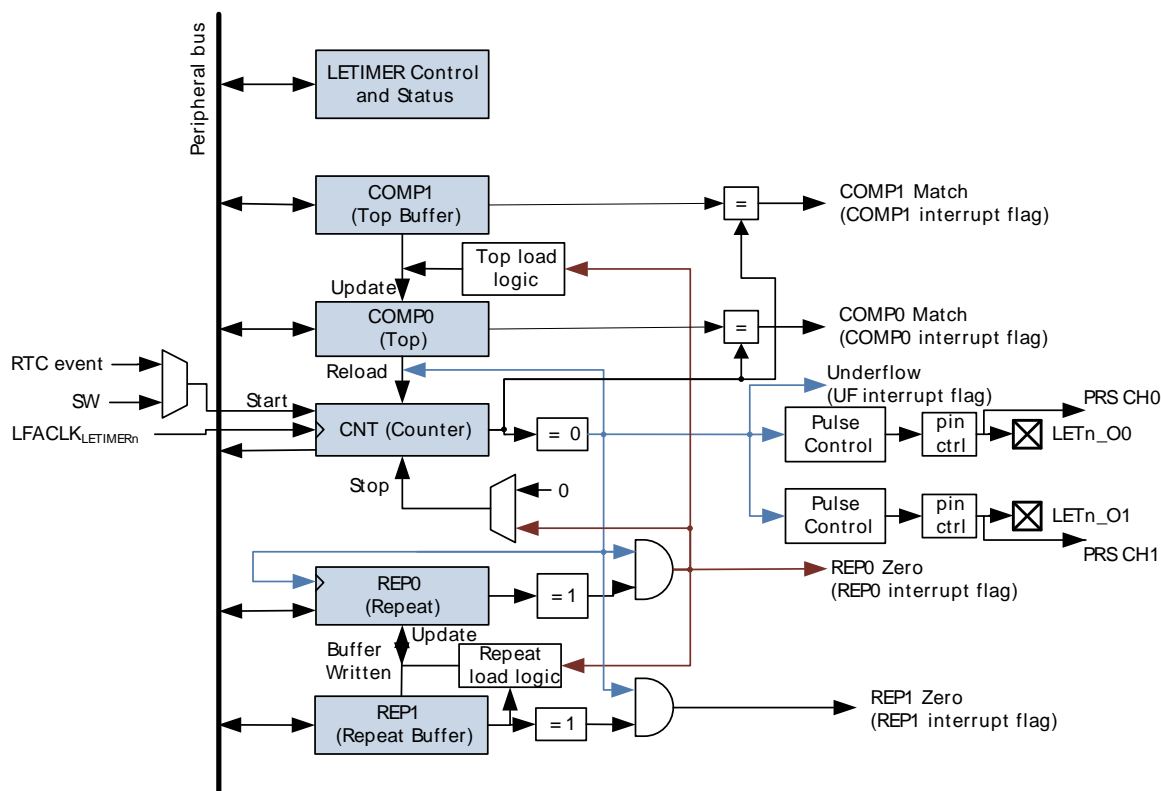 Peripheral bus
LETIMER Control
and Status
COMP1
(Top Buffer)
=
COMP1 Match
(COMP1 interrupt flag)
Top load
logic
Update
COMP0
(Top)
=
COMP0 Match
(COMP0 interrupt flag)
RTC event
SW
LFACLKLETIMERn
Start
Reload
CNT (Counter)
= 0
Underflow
(UF interrupt flag)
Pulse
Control
pin
ctrl
PRS CH0
LETn_O0
Stop
0
Pulse
Control
pin
ctrl
LETn_O1
PRS CH1
REP0
(Repeat)
= 1
REP0 Zero
(REP0 interrupt flag)
Update
Buffer
Written
Repeat
load logic
REP1
(Repeat Buffer)
= 1
REP1 Zero
(REP1 interrupt flag)